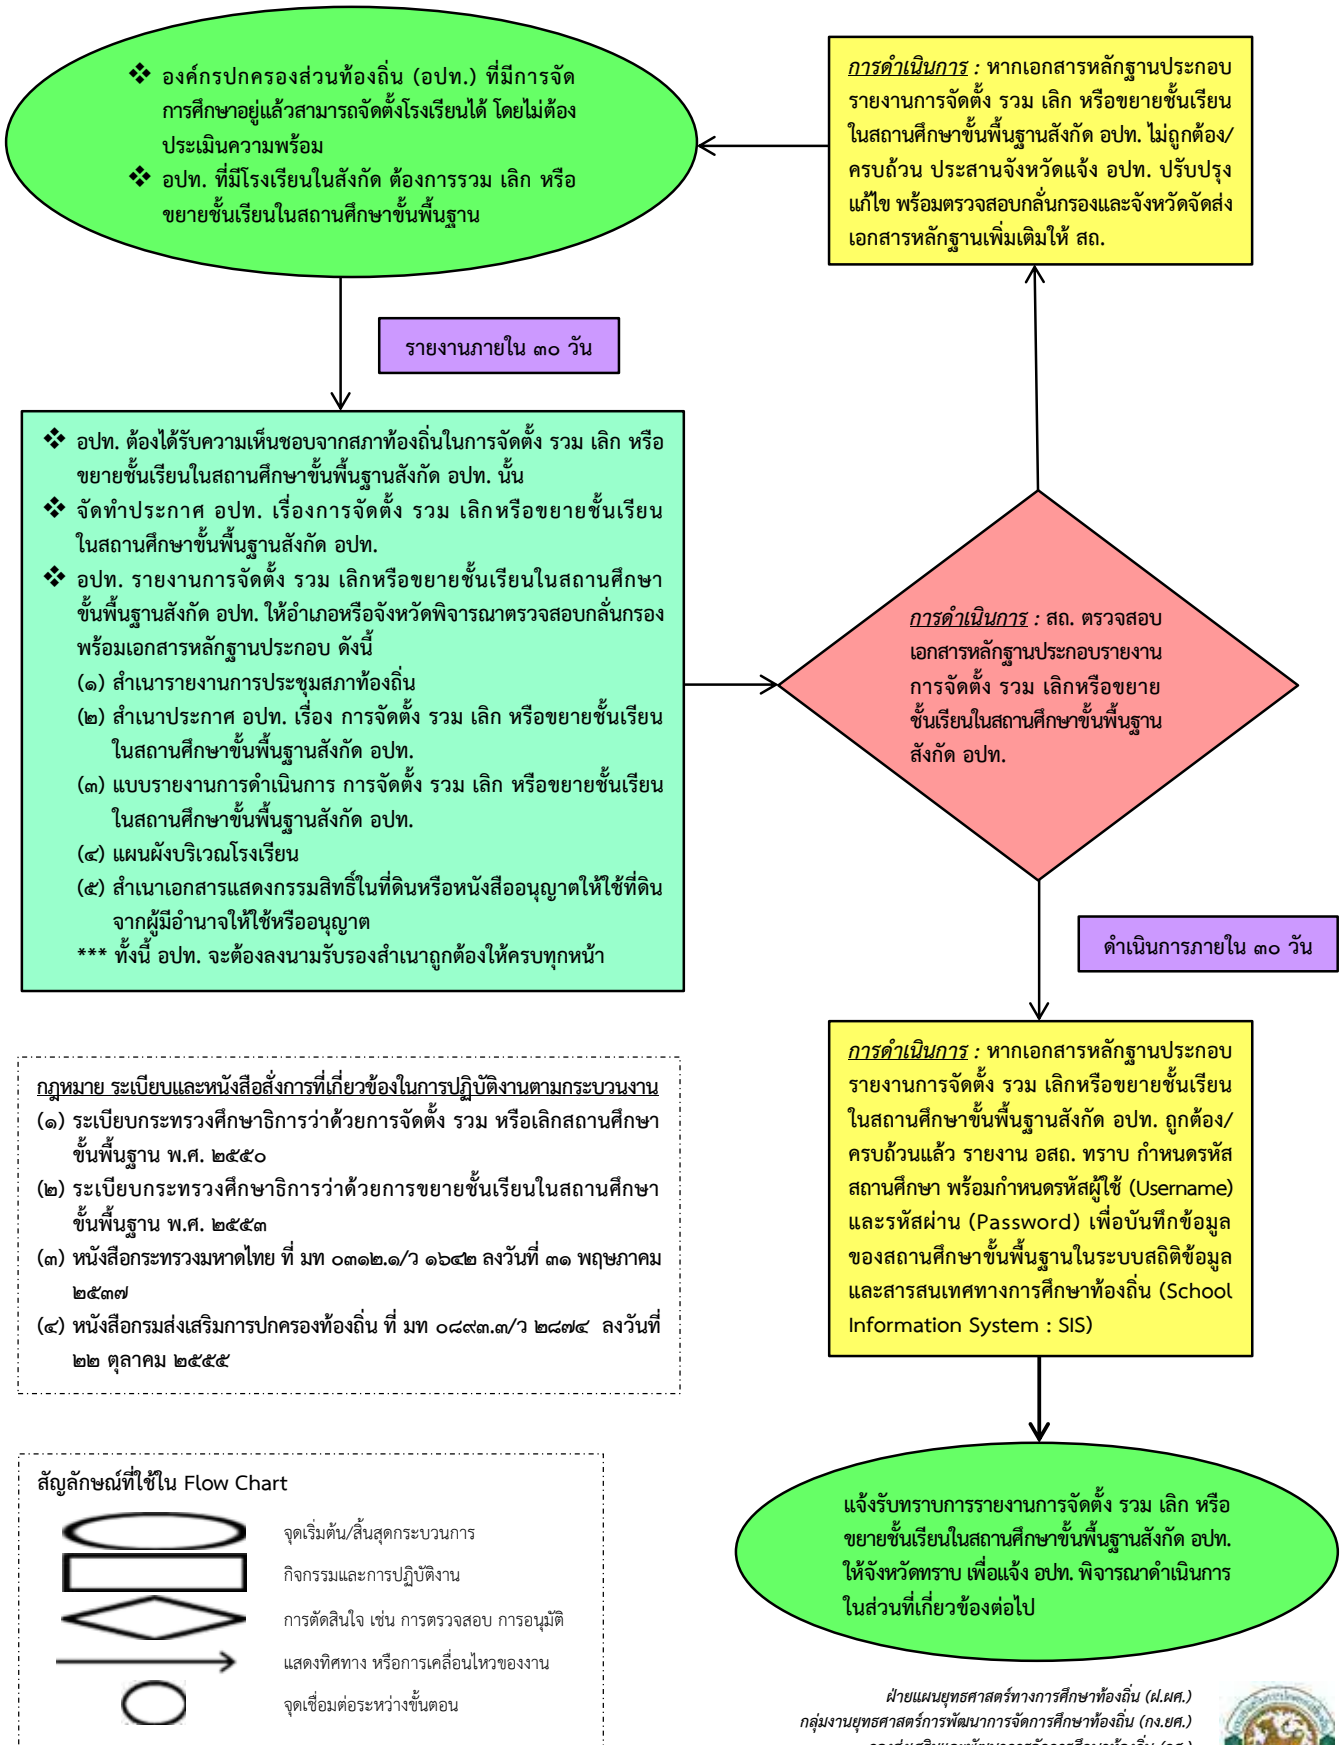 ❖ องค์กรปกครองส่วนท้องถิ่น (อปท.) ที่มีการจัด
การศึกษาอยู่แล้วสามารถจัดตั้งโรงเรียนได้ โดยไม่ต้อง
ประเมินความพร้อม
❖ อปท. ที่มีโรงเรียนในสังกัด ต้องการรวม เลิก หรือ
ขยายชั้นเรียนในสถานศึกษาขั้นพื้นฐาน
การดำเนินการ : หากเอกสารหลักฐานประกอบ
รายงานการจัดตั้ง รวม เลิก หรือขยายชั้นเรียน
ในสถานศึกษาขั้นพื้นฐานสังกัด อปท. ไม่ถูกต้อง/
ครบถ้วน ประสานจังหวัดแจ้ง อปท. ปรับปรุง
แก้ไข พร้อมตรวจสอบกลั่นกรองและจังหวัดจัดส่ง
เอกสารหลักฐานเพิ่มเติมให้ สถ.
รายงานภายใน ๓๐ วัน
❖ อปท. ต้องได้รับความเห็นชอบจากสภาท้องถิ่นในการจัดตั้ง รวม เลิก หรือ
ขยายชั้นเรียนในสถานศึกษาขั้นพื้นฐานสังกัด อปท. นั้น
❖ จัดทำประกาศ อปท. เรื่องการจัดตั้ง รวม เลิกหรือขยายชั้นเรียน
ในสถานศึกษาขั้นพื้นฐานสังกัด อปท.
❖ อปท. รายงานการจัดตั้ง รวม เลิกหรือขยายชั้นเรียนในสถานศึกษา
ขั้นพื้นฐานสังกัด อปท. ให้อำเภอหรือจังหวัดพิจารณาตรวจสอบกลั่นกรอง
พร้อมเอกสารหลักฐานประกอบ ดังนี้
(๑) สำเนารายงานการประชุมสภาท้องถิ่น
(๒) สำเนาประกาศ อปท. เรื่อง การจัดตั้ง รวม เลิก หรือขยายชั้นเรียน
ในสถานศึกษาขั้นพื้นฐานสังกัด อปท.
(๓) แบบรายงานการดำเนินการ การจัดตั้ง รวม เลิก หรือขยายชั้นเรียน
ในสถานศึกษาขั้นพื้นฐานสังกัด อปท.
(๔) แผนผังบริเวณโรงเรียน
(๕) สำเนาเอกสารแสดงกรรมสิทธิ์ในที่ดินหรือหนังสืออนุญาตให้ใช้ที่ดิน
จากผู้มีอำนาจให้ใช้หรืออนุญาต
*** ทั้งนี้ อปท. จะต้องลงนามรับรองสำเนาถูกต้องให้ครบทุกหน้า
การดำเนินการ : สถ. ตรวจสอบ
เอกสารหลักฐานประกอบรายงาน
การจัดตั้ง รวม เลิกหรือขยาย
ชั้นเรียนในสถานศึกษาขั้นพื้นฐาน
สังกัด อปท.
ดำเนินการภายใน ๓๐ วัน
การดำเนินการ : หากเอกสารหลักฐานประกอบ
รายงานการจัดตั้ง รวม เลิกหรือขยายชั้นเรียน
ในสถานศึกษาขั้นพื้นฐานสังกัด อปท. ถูกต้อง/
ครบถ้วนแล้ว รายงาน อสถ. ทราบ กำหนดรหัส
สถานศึกษา พร้อมกำหนดรหัสผู้ใช้ (Username)
และรหัสผ่าน (Password) เพื่อบันทึกข้อมูล
ของสถานศึกษาขั้นพื้นฐานในระบบสถิติข้อมูล
และสารสนเทศทางการศึกษาท้องถิ่น (School
Information System : SIS)
กฎหมาย ระเบียบและหนังสือสั่งการที่เกี่ยวข้องในการปฏิบัติงานตามกระบวนงาน
(๑) ระเบียบกระทรวงศึกษาธิการว่าด้วยการจัดตั้ง รวม หรือเลิกสถานศึกษา
ขั้นพื้นฐาน พ.ศ. ๒๕๕๐
(๒) ระเบียบกระทรวงศึกษาธิการว่าด้วยการขยายชั้นเรียนในสถานศึกษา
ขั้นพื้นฐาน พ.ศ. ๒๕๕๓
(๓) หนังสือกระทรวงมหาดไทย ที่ มท ๐๓๑๒.๑/ว ๑๖๔๒ ลงวันที่ ๓๑ พฤษภาคม
๒๕๓๗
(๔) หนังสือกรมส่งเสริมการปกครองท้องถิ่น ที่ มท ๐๘๙๓.๓/ว ๒๘๗๔ ลงวันที่
๒๒ ตุลาคม ๒๕๕๕
สัญลักษณ์ที่ใช้ใน Flow Chart
จุดเริ่มต้น/สิ้นสุดกระบวนการ
กิจกรรมและการปฏิบัติงาน
การตัดสินใจ เช่น การตรวจสอบ การอนุมัติ
แสดงทิศทาง หรือการเคลื่อนไหวของงาน
จุดเชื่อมต่อระหว่างขั้นตอน
แจ้งรับทราบการรายงานการจัดตั้ง รวม เลิก หรือ
ขยายชั้นเรียนในสถานศึกษาขั้นพื้นฐานสังกัด อปท.
ให้จังหวัดทราบ เพื่อแจ้ง อปท. พิจารณาดำเนินการ
ในส่วนที่เกี่ยวข้องต่อไป
ฝ่ายแผนยุทธศาสตร์ทางการศึกษาท้องถิ่น (ฝ.ผศ.)
กลุ่มงานยุทธศาสตร์การพัฒนาการจัดการศึกษาท้องถิ่น (กง.ยศ.)